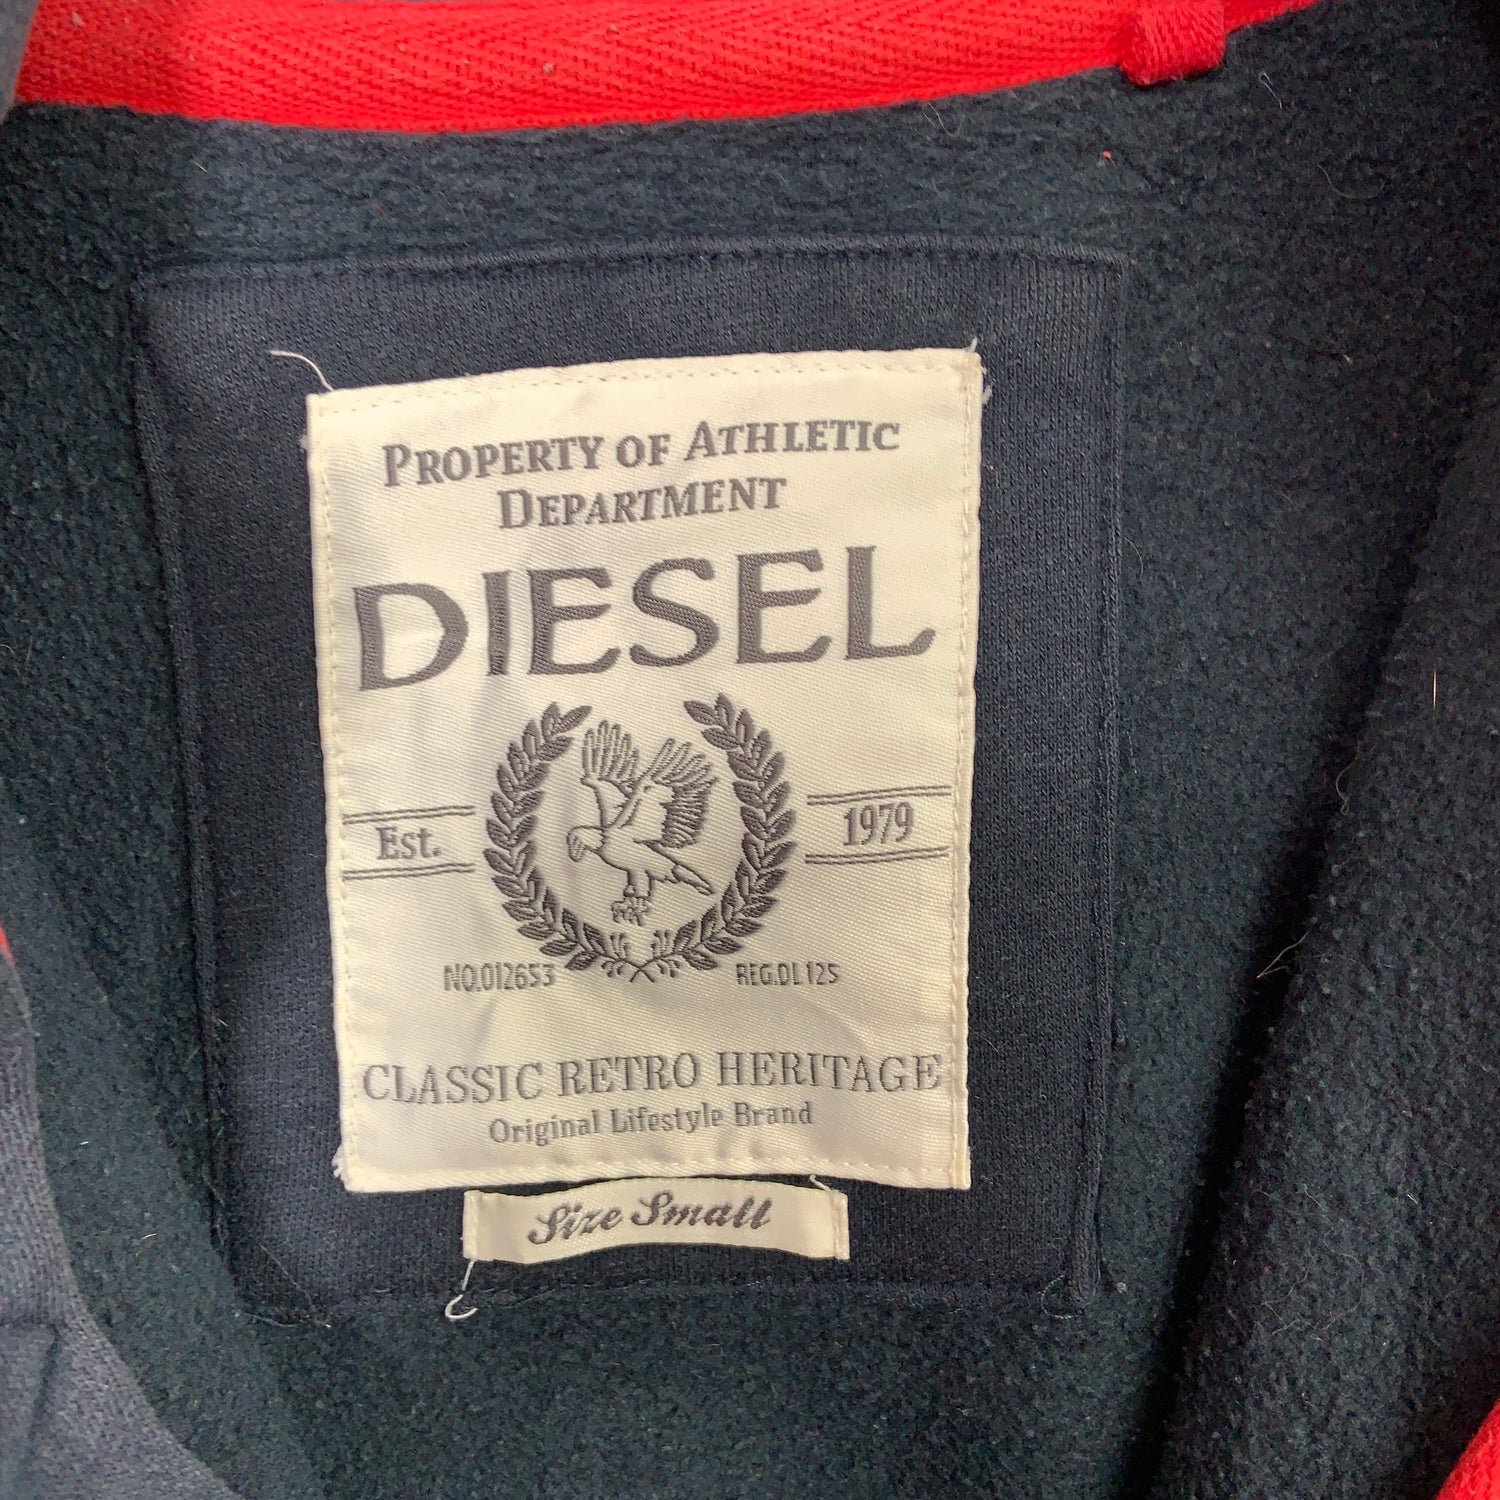 PROPERTY OF ATHLETIC
DEPARTMENT
DIESEL
Est. 1979
NO.012653 REG.DL125
CLASSIC RETRO HERITAGE
Original Lifestyle Brand
Size Small